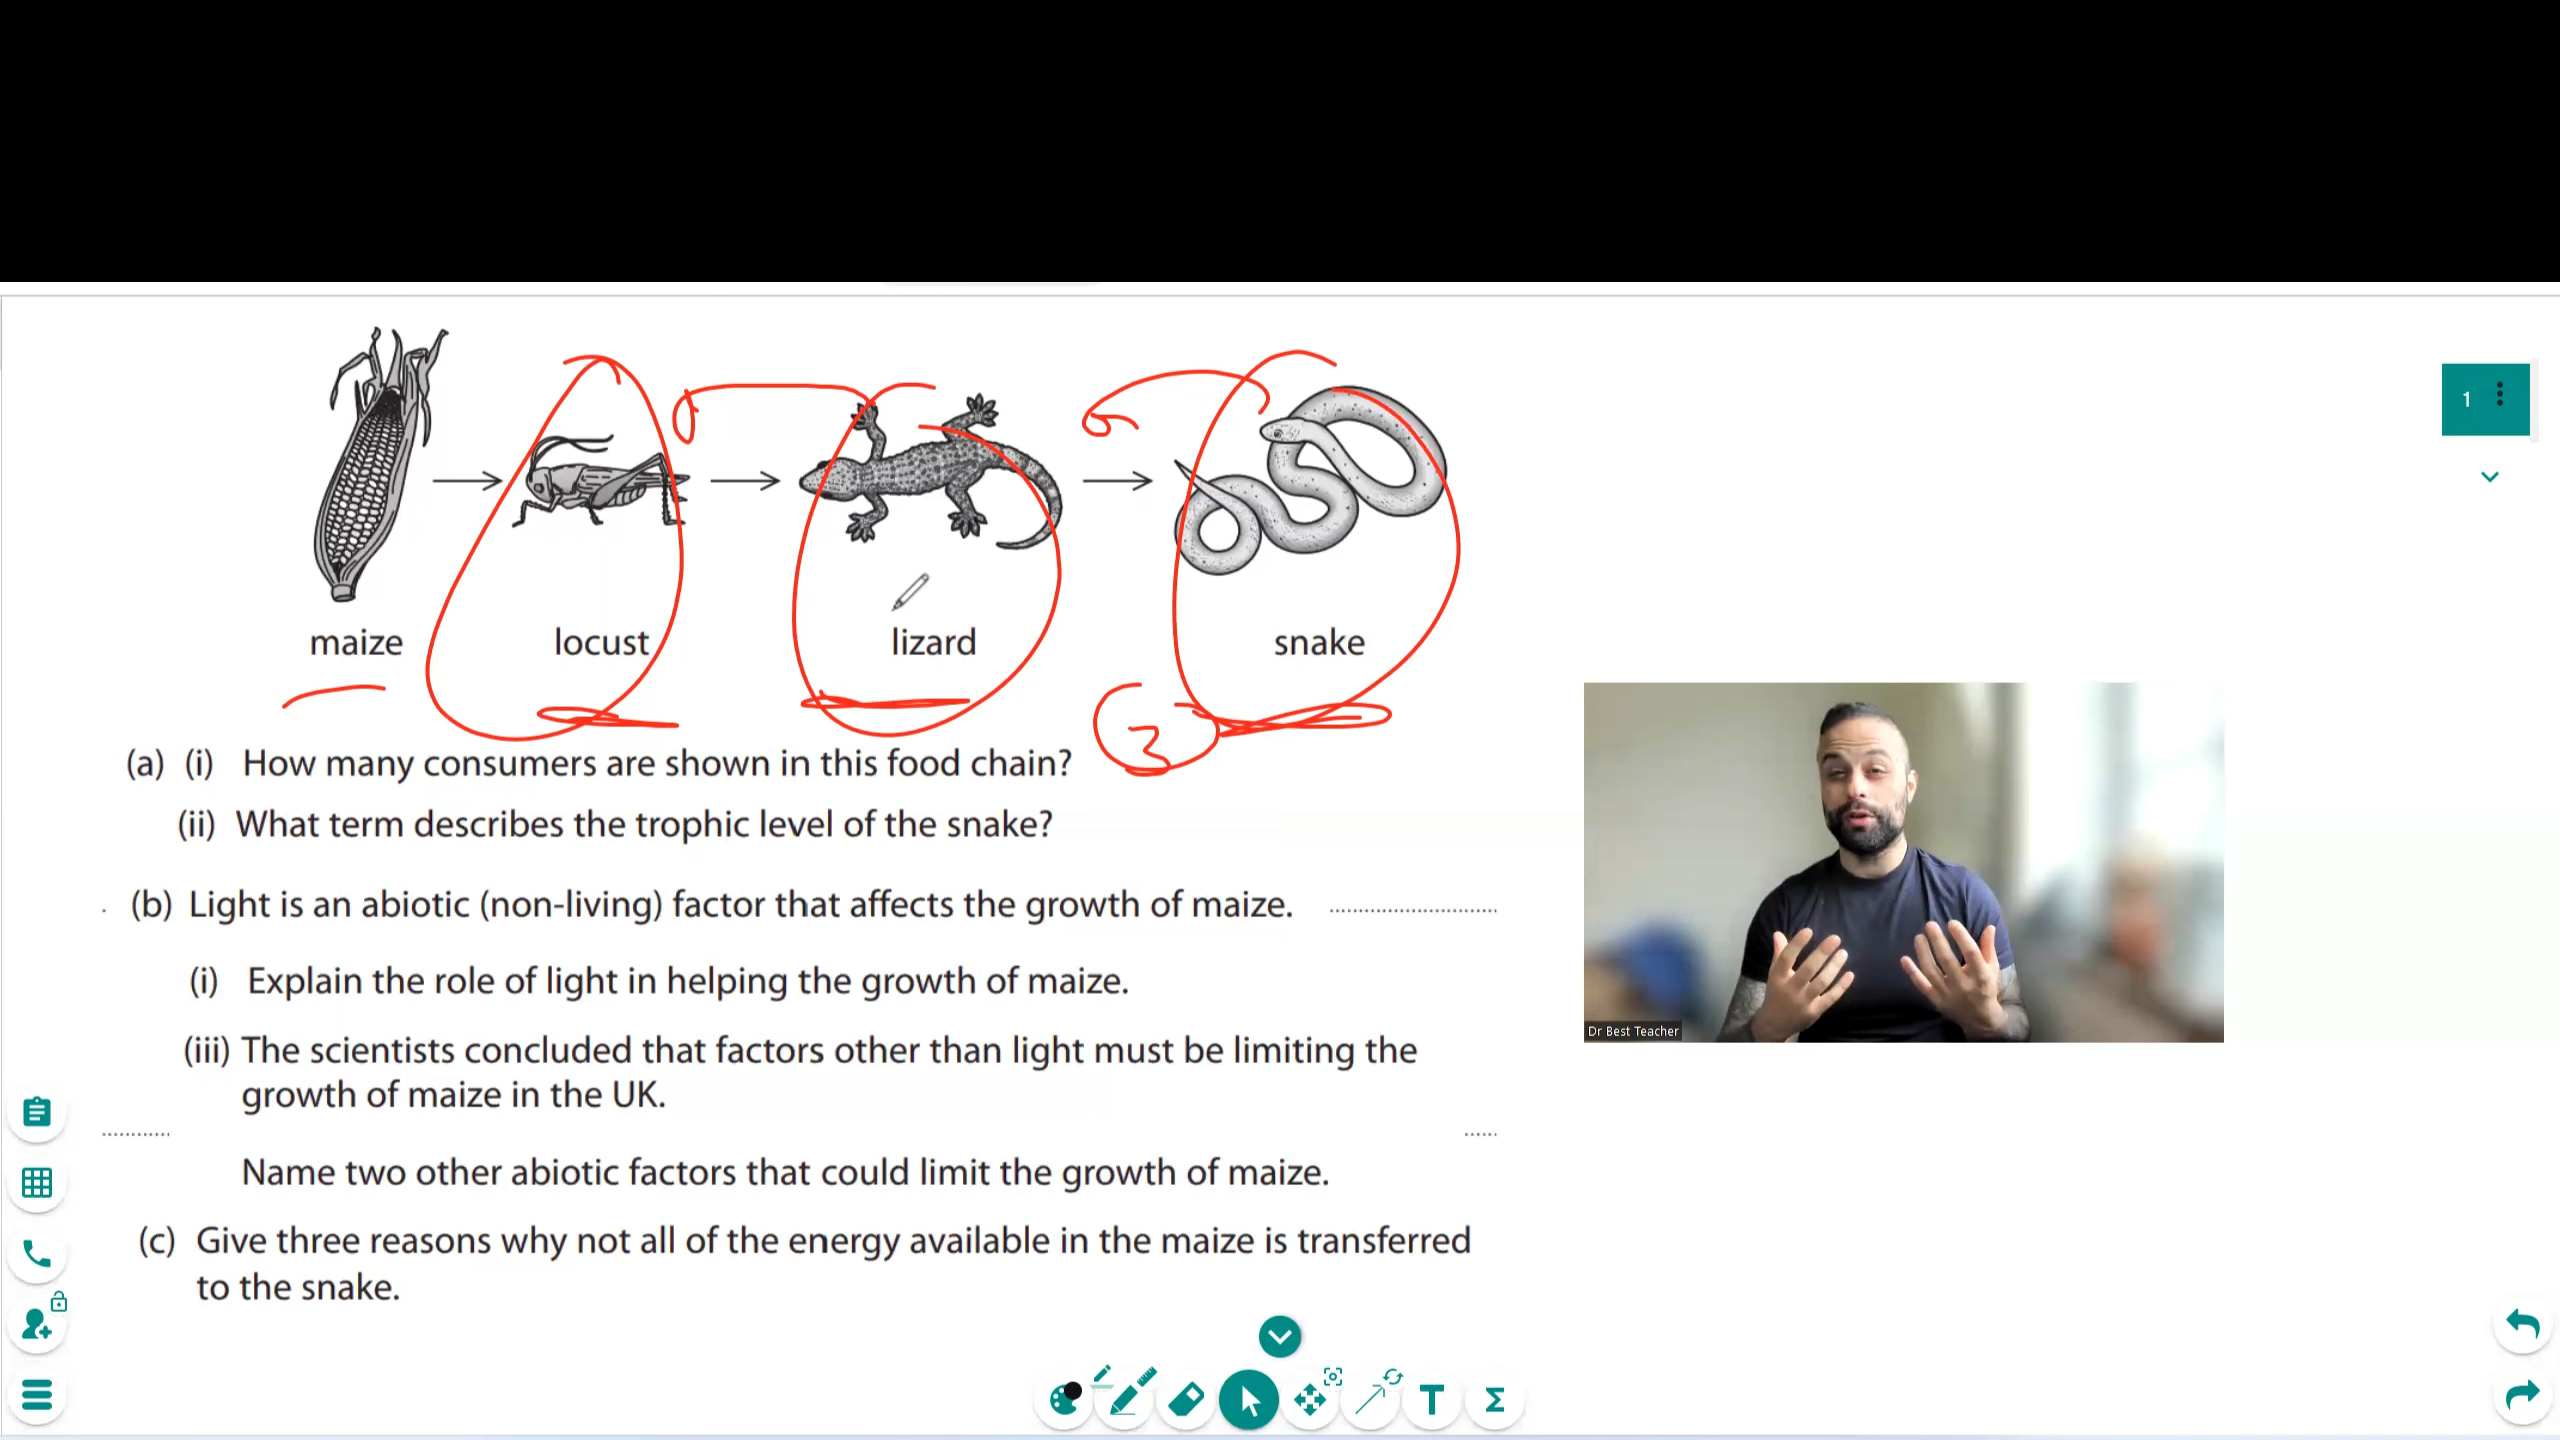 1
maize locust lizard snake
3
(a) (i) How many consumers are shown in this food chain?
(ii) What term describes the trophic level of the snake?
(b) Light is an abiotic (non-living) factor that affects the growth of maize. ..............................
(i) Explain the role of light in helping the growth of maize.
(iii) The scientists concluded that factors other than light must be limiting the
growth of maize in the UK.
Name two other abiotic factors that could limit the growth of maize.
(c) Give three reasons why not all of the energy available in the maize is transferred
to the snake.
Dr Best Teacher
T Σ